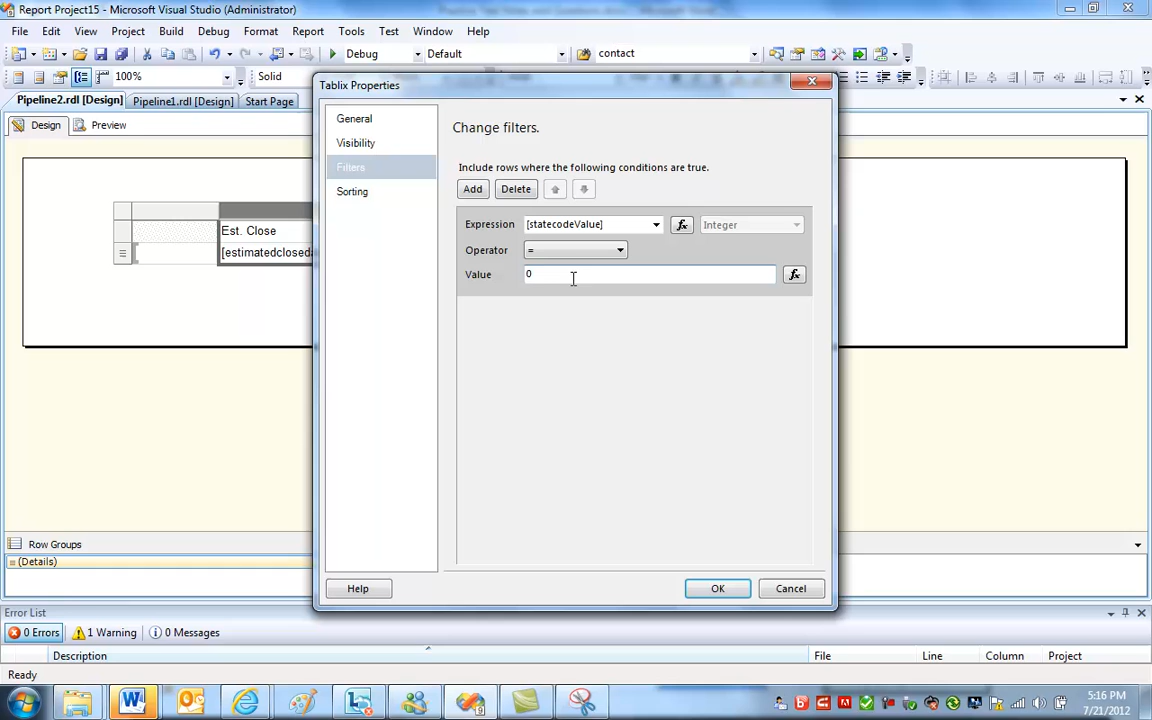 Report Project15 - Microsoft Visual Studio (Administrator)
File Edit View Project Build Debug Format Report Tools Test Window Help
Debug Default contact
100% Solid
Pipeline2.rdl [Design] Pipeline1.rdl [Design] Start Page
Design Preview
Est. Close
[estimatedcloseda
Tablix Properties
General
Visibility
Filters
Sorting
Change filters.
Include rows where the following conditions are true.
Add Delete
Expression [statecodeValue] fx Integer
Operator =
Value 0 fx
Help OK Cancel
Row Groups
(Details)
Error List
0 Errors 1 Warning 0 Messages
Description File Line Column Project
Ready
5:16 PM
7/21/2012